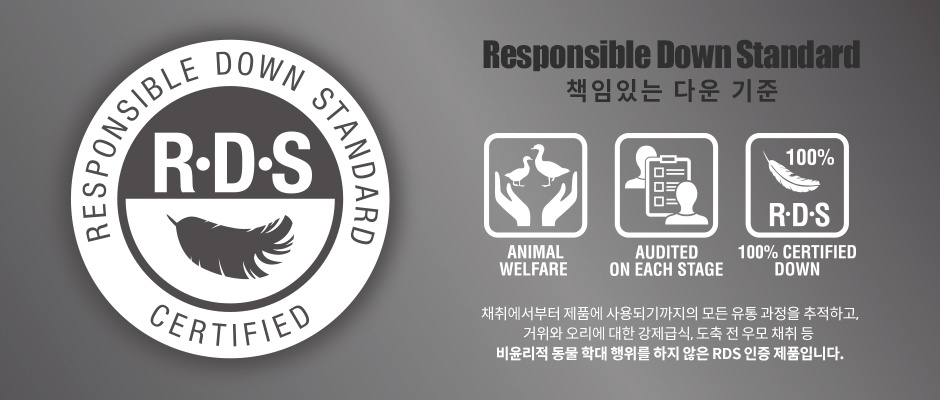 RESPONSIBLE DOWN STANDARD
R·D·S
CERTIFIED
Responsible Down Standard
책임있는 다운 기준
100%
R·D·S
ANIMAL
WELFARE
AUDITED
ON EACH STAGE
100% CERTIFIED
DOWN
채취에서부터 제품에 사용되기까지의 모든 유통 과정을 추적하고,
거위와 오리에 대한 강제급식, 도축 전 우모 채취 등
비윤리적 동물 학대 행위를 하지 않은 RDS 인증 제품입니다.